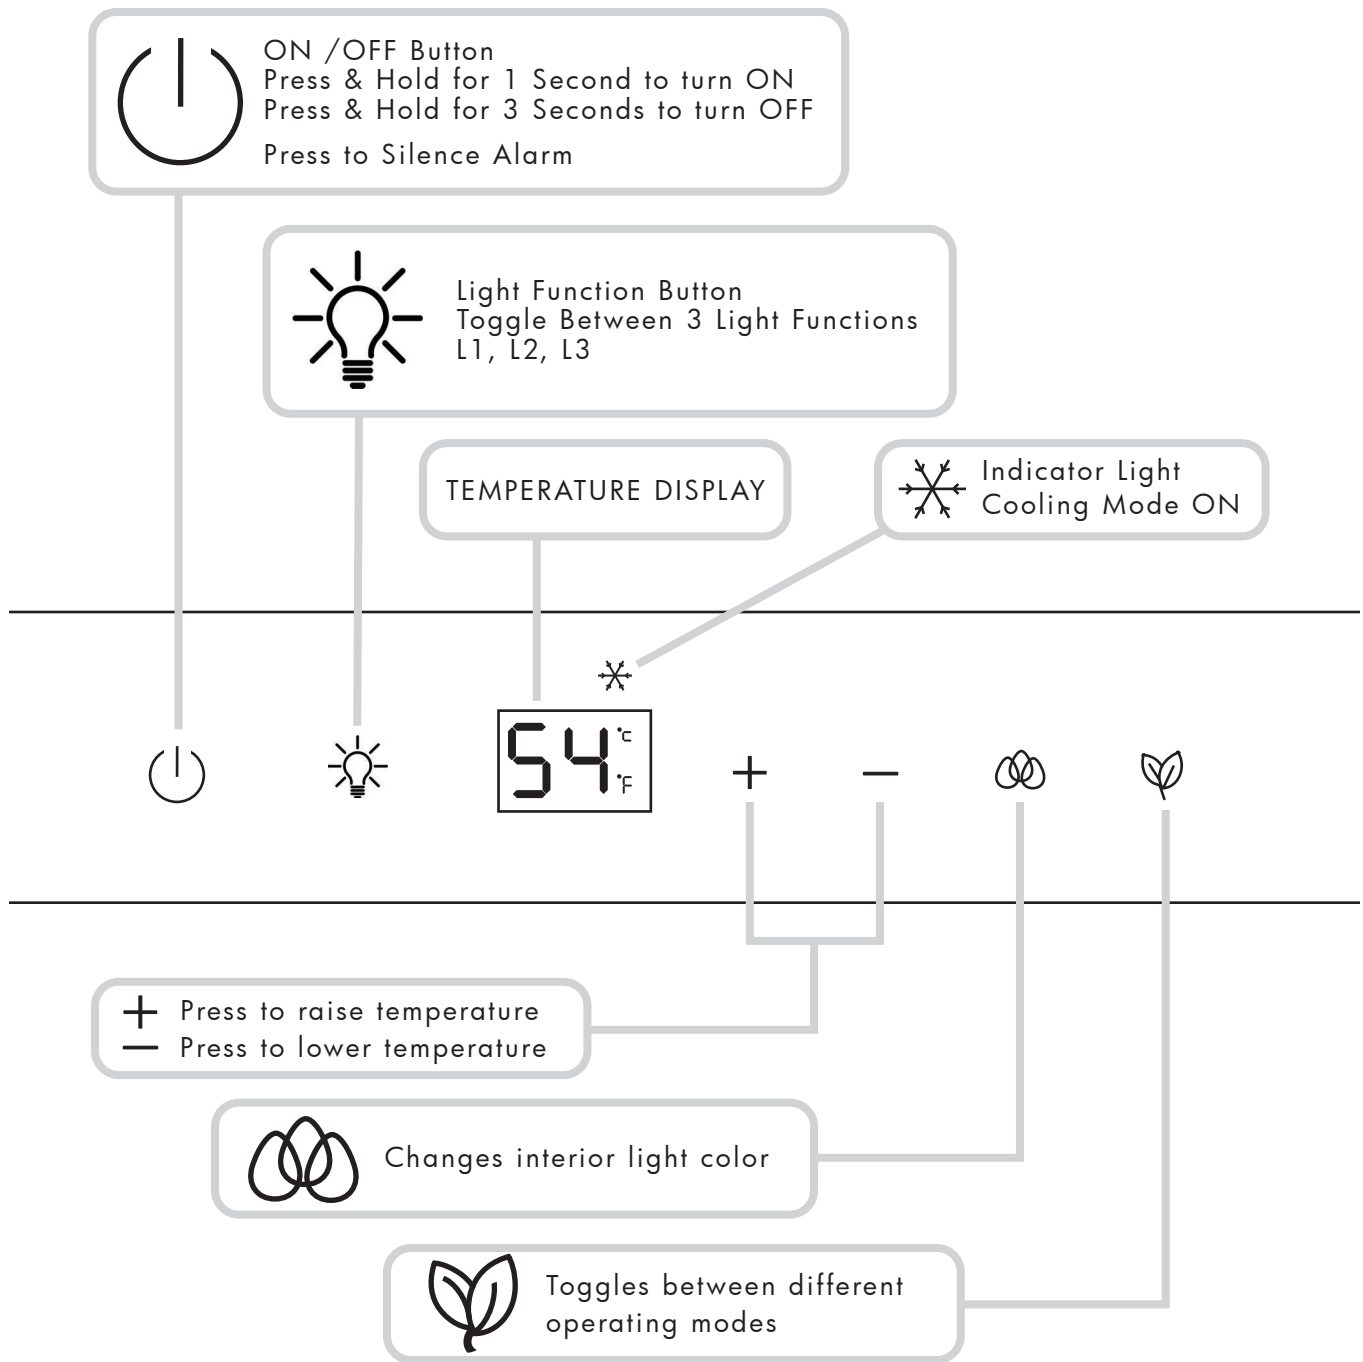 ON /OFF Button
Press & Hold for 1 Second to turn ON
Press & Hold for 3 Seconds to turn OFF
Press to Silence Alarm
Light Function Button
Toggle Between 3 Light Functions
L1, L2, L3
TEMPERATURE DISPLAY
Indicator Light
Cooling Mode ON
54 °C
°F
+ −
+ Press to raise temperature
− Press to lower temperature
Changes interior light color
Toggles between different
operating modes